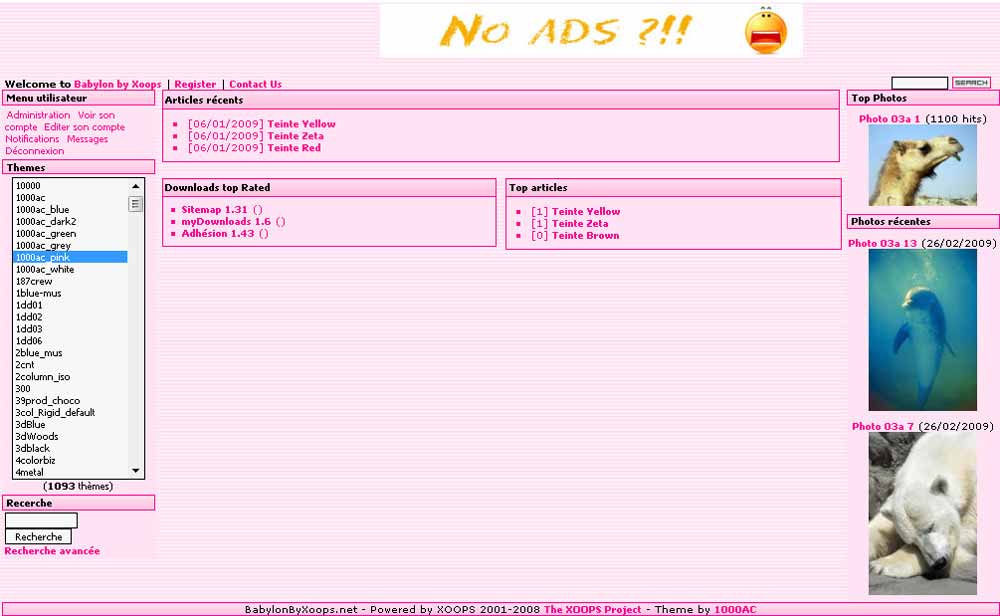 No ads ?!!
Welcome to Babylon by Xoops | Register | Contact Us
SEARCH
Menu utilisateur
Administration Voir son
compte Editer son compte
Notifications Messages
Déconnexion
Themes
10000
1000ac
1000ac_blue
1000ac_dark2
1000ac_green
1000ac_grey
1000ac_pink
1000ac_white
187crew
1blue-mus
1dd01
1dd02
1dd03
1dd06
2blue_mus
2cnt
2column_iso
300
39prod_choco
3col_Rigid_default
3dBlue
3dWoods
3dblack
4colorbiz
4metal
(1093 thèmes)
Recerche
Recherche
Recherche avancée
Articles récents
[06/01/2009] Teinte Yellow
[06/01/2009] Teinte Zeta
[06/01/2009] Teinte Red
Downloads top Rated
Sitemap 1.31 ()
myDownloads 1.6 ()
Adhésion 1.43 ()
Top articles
[1] Teinte Yellow
[1] Teinte Zeta
[0] Teinte Brown
Top Photos
Photo 03a 1 (1100 hits)
Photos récentes
Photo 03a 13 (26/02/2009)
Photo 03a 7 (26/02/2009)
BabylonByXoops.net - Powered by XOOPS 2001-2008 The XOOPS Project - Theme by 1000AC